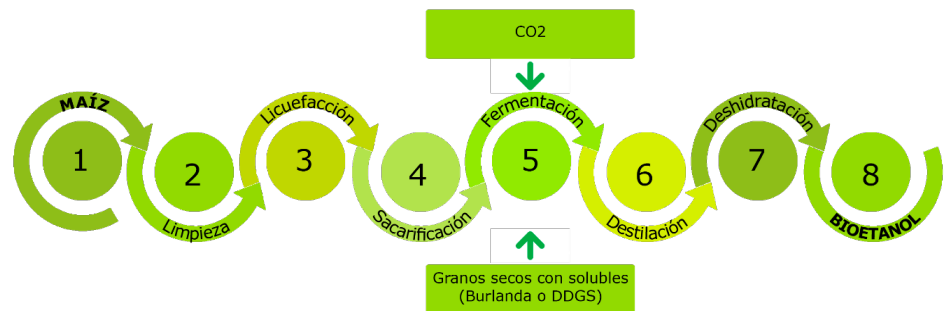 CO2
MAÍZ
1
Limpieza
2
Licuefacción
3
Sacarificación
4
Fermentación
5
Destilación
6
Deshidratación
7
BIOETANOL
8
Granos secos con solubles
(Burlanda o DDGS)